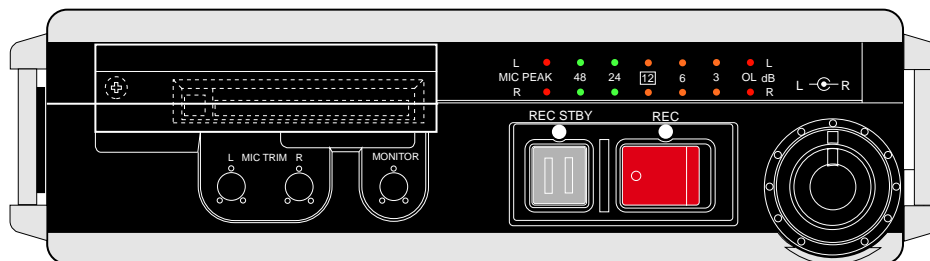 L L
MIC PEAK 48 24 12 6 3 OL dB
R R
L R
REC STBY REC
L MIC TRIM R MONITOR